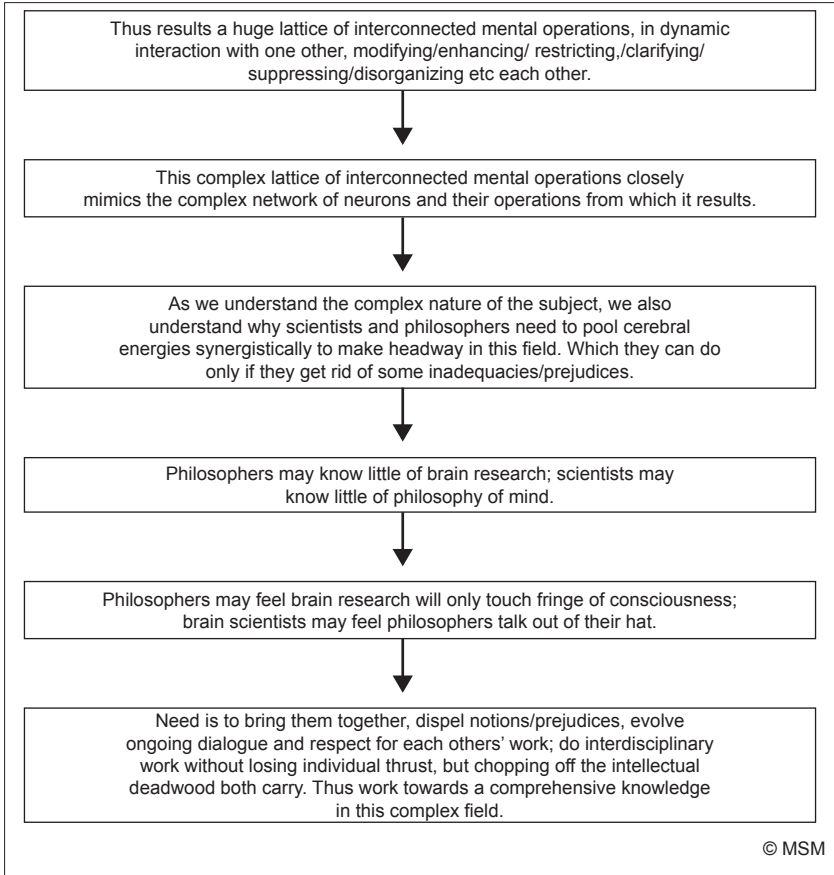 Thus results a huge lattice of interconnected mental operations, in dynamic
interaction with one other, modifying/enhancing/ restricting,/clarifying/
suppressing/disorganizing etc each other.
This complex lattice of interconnected mental operations closely
mimics the complex network of neurons and their operations from which it results.
As we understand the complex nature of the subject, we also
understand why scientists and philosophers need to pool cerebral
energies synergistically to make headway in this field. Which they can do
only if they get rid of some inadequacies/prejudices.
Philosophers may know little of brain research; scientists may
know little of philosophy of mind.
Philosophers may feel brain research will only touch fringe of consciousness;
brain scientists may feel philosophers talk out of their hat.
Need is to bring them together, dispel notions/prejudices, evolve
ongoing dialogue and respect for each others’ work; do interdisciplinary
work without losing individual thrust, but chopping off the intellectual
deadwood both carry. Thus work towards a comprehensive knowledge
in this complex field.
© MSM